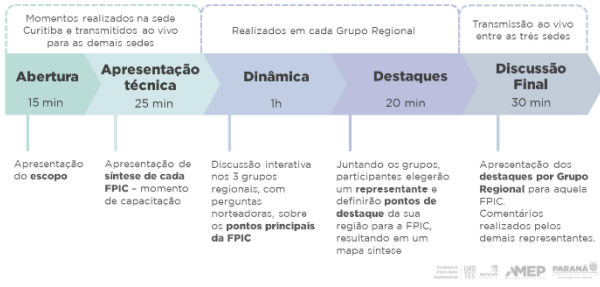 Momentos realizados na sede
Curitiba e transmitidos ao vivo
para as demais sedes
Realizados em cada Grupo Regional
Transmissão ao vivo
entre as três sedes
Abertura
15 min
Apresentação
técnica
25 min
Dinâmica
1h
Destaques
20 min
Discussão
Final
30 min
Apresentação
do escopo
Apresentação de
síntese de cada
FPIC – momento
de capacitação
Discussão interativa
nos 3 grupos
regionais, com
perguntas
norteadoras, sobre
os pontos principais
da FPIC
Juntando os grupos,
participantes elegerão
um representante e
definirão pontos de
destaque da sua
região para a FPIC,
resultando em um
mapa síntese
Apresentação dos
destaques por Grupo
Regional para aquela
FPIC.
Comentários
realizados pelos
demais representantes.
URB
TEC
AMEP
PARANÁ